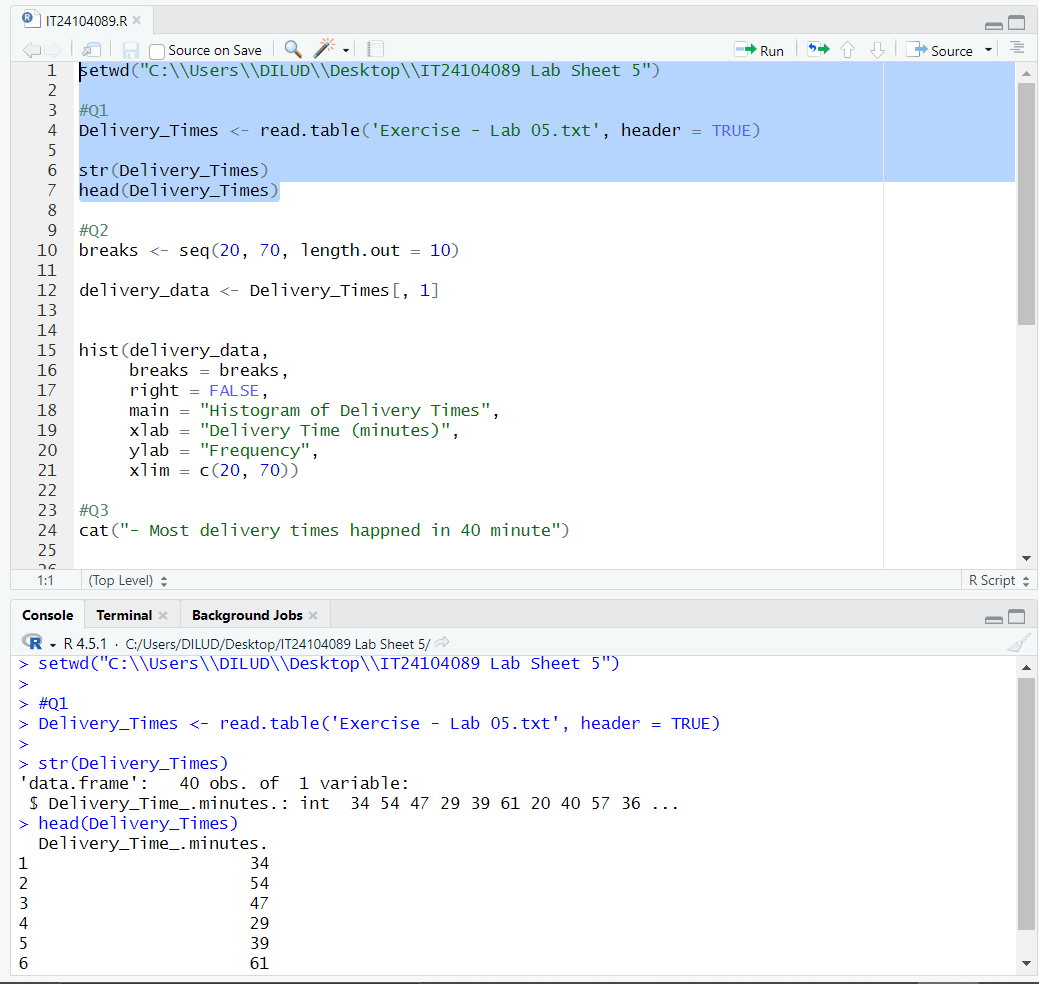 IT24104089.R
Source on Save
Run
Source
1 setwd("C:\\Users\\DILUD\\Desktop\\IT24104089 Lab Sheet 5")
2
3 #Q1
4 Delivery_Times <- read.table('Exercise - Lab 05.txt', header = TRUE)
5
6 str(Delivery_Times)
7 head(Delivery_Times)
8
9 #Q2
10 breaks <- seq(20, 70, length.out = 10)
11
12 delivery_data <- Delivery_Times[, 1]
13
14
15 hist(delivery_data,
16 breaks = breaks,
17 right = FALSE,
18 main = "Histogram of Delivery Times",
19 xlab = "Delivery Time (minutes)",
20 ylab = "Frequency",
21 xlim = c(20, 70))
22
23 #Q3
24 cat("- Most delivery times happned in 40 minute")
25
26
1:1 (Top Level) R Script
Console Terminal Background Jobs
R 4.5.1 · C:/Users/DILUD/Desktop/IT24104089 Lab Sheet 5/
> setwd("C:\\Users\\DILUD\\Desktop\\IT24104089 Lab Sheet 5")
>
> #Q1
> Delivery_Times <- read.table('Exercise - Lab 05.txt', header = TRUE)
>
> str(Delivery_Times)
'data.frame': 40 obs. of 1 variable:
$ Delivery_Time_.minutes.: int 34 54 47 29 39 61 20 40 57 36 ...
> head(Delivery_Times)
Delivery_Time_.minutes.
1 34
2 54
3 47
4 29
5 39
6 61